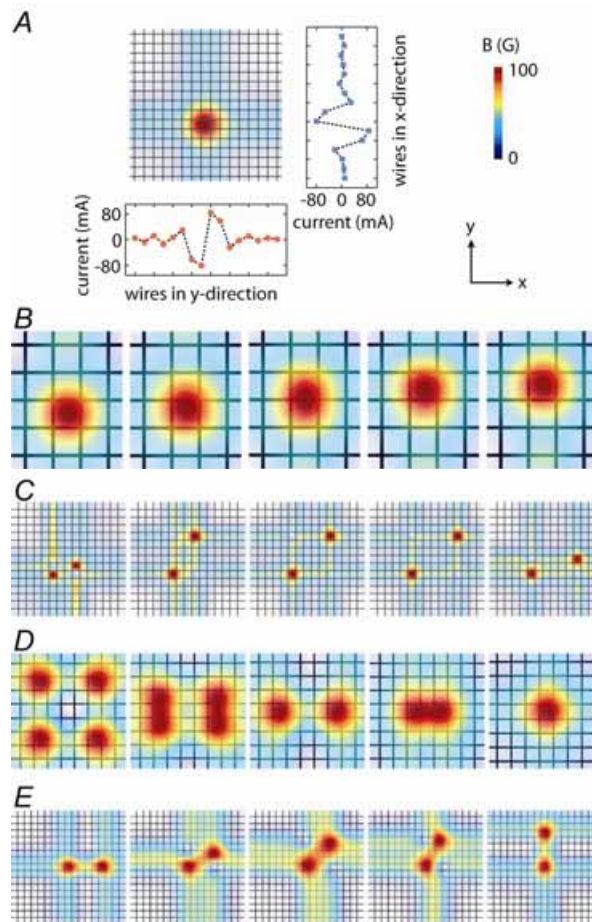 A
B (G)
100
0
wires in x-direction
-80 0 80
current (mA)
80
0
-80
current (mA)
wires in y-direction
y
x
B
C
D
E